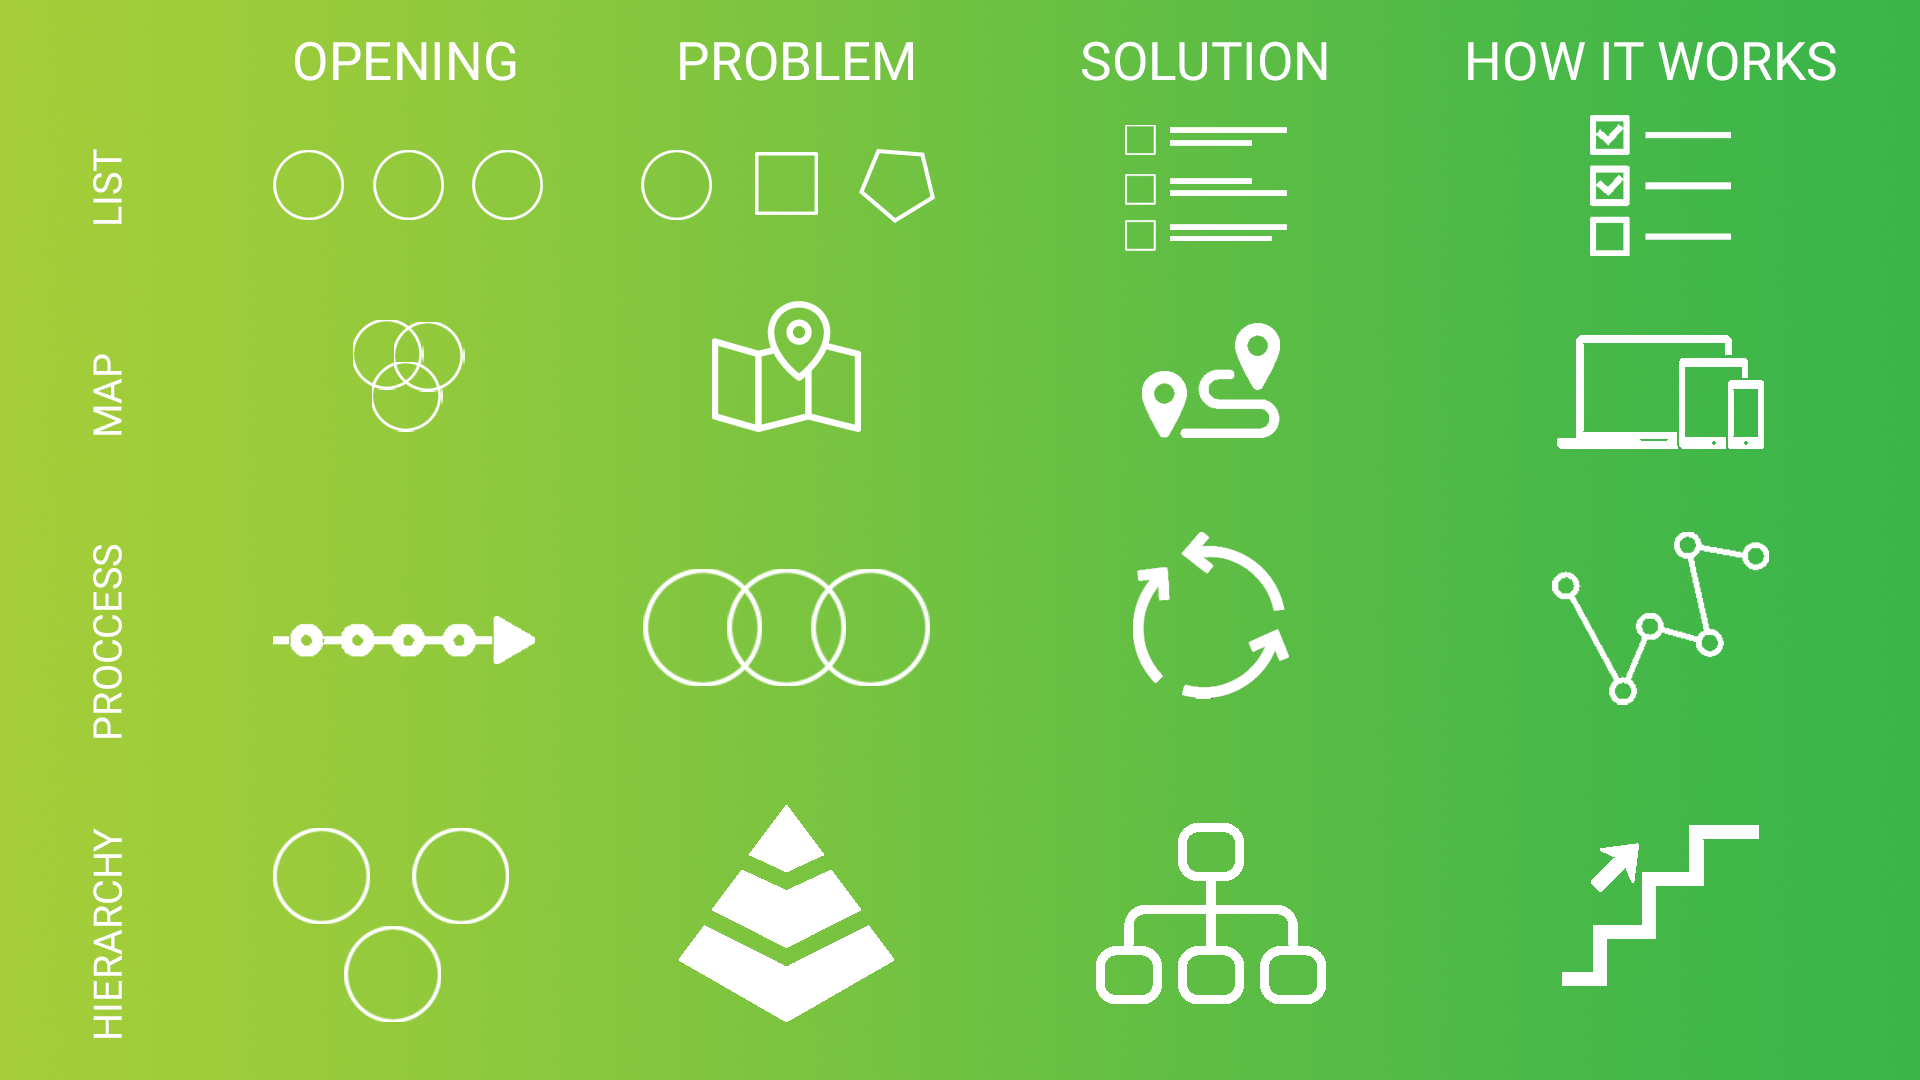 OPENING
PROBLEM
SOLUTION
HOW IT WORKS
LIST
MAP
PROCCESS
HIERARCHY